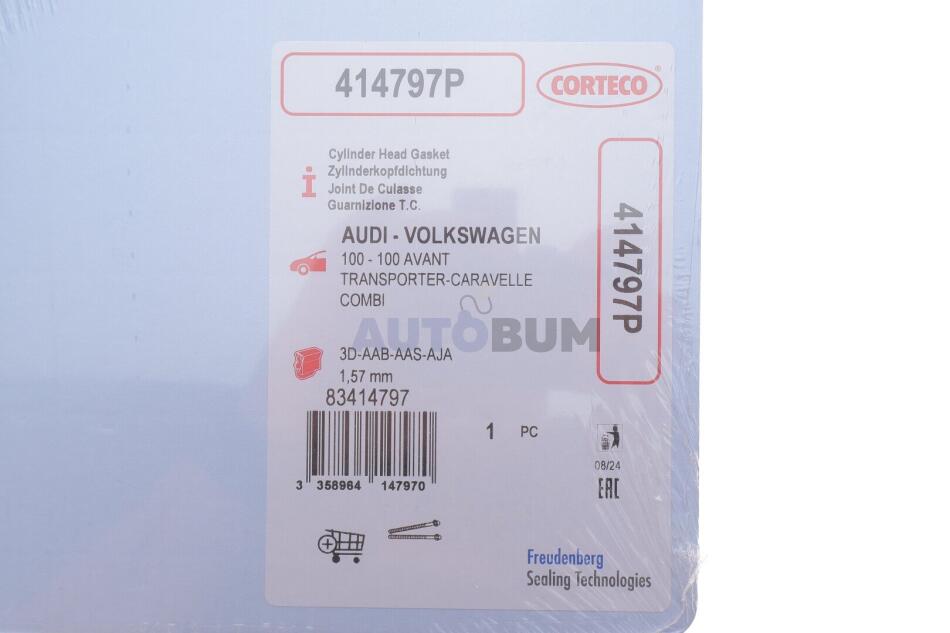 414797P
CORTECO
Cylinder Head Gasket
Zylinderkopfdichtung
Joint De Culasse
Guarnizione T.C.
414797P
AUDI - VOLKSWAGEN
100 - 100 AVANT
TRANSPORTER-CARAVELLE
COMBI
AUTOBUM
3D-AAB-AAS-AJA
1,57 mm
83414797
1 PC
3 358964 147970
08/24
EAC
Freudenberg
Sealing Technologies